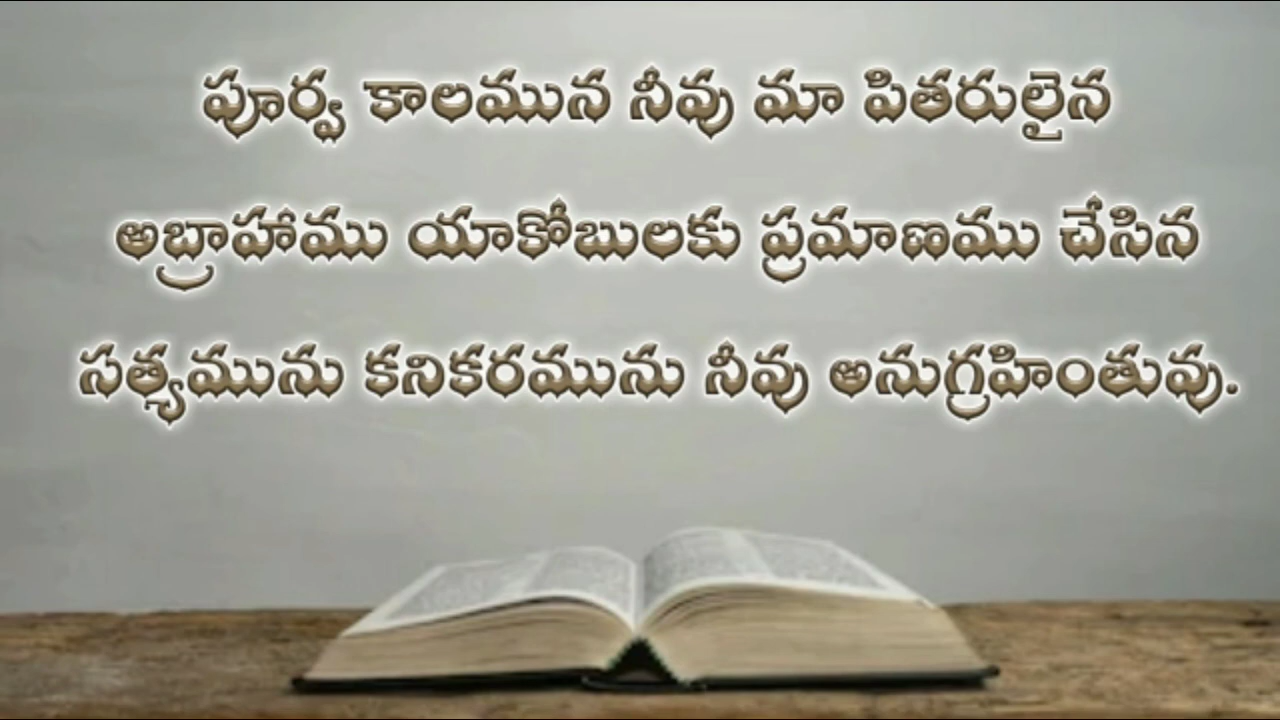 పూర్వ కాలమున నీవు మా పితరులైన
అబ్రాహాము యాకోబులకు ప్రమాణము చేసిన
సత్యమును కనికరమును నీవు అనుగ్రహింతువు.